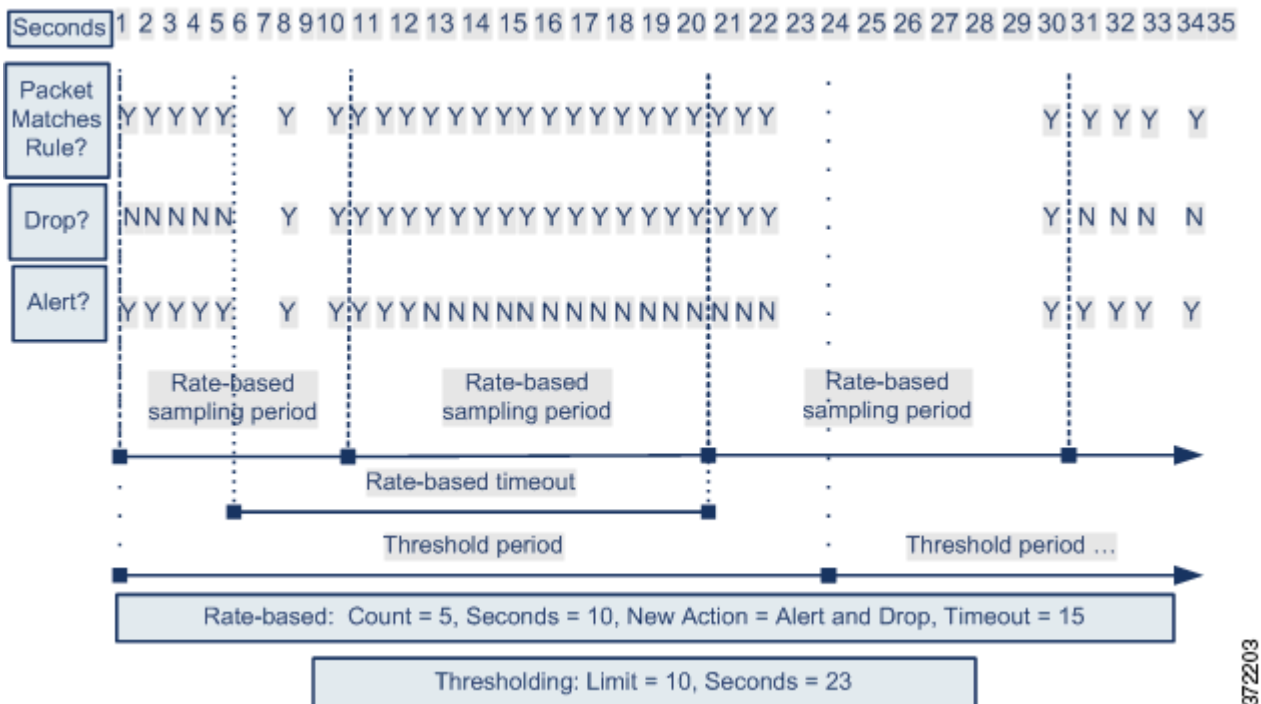 Seconds 1 2 3 4 5 6 7 8 9 10 11 12 13 14 15 16 17 18 19 20 21 22 23 24 25 26 27 28 29 30 31 32 33 34 35
Packet
Matches
Rule?
Y Y Y Y Y Y Y Y Y Y Y Y Y Y Y Y Y Y Y Y Y Y Y Y Y
Drop?
N N N N N Y Y Y Y Y Y Y Y Y Y Y Y Y Y Y Y N N N N
Alert?
Y Y Y Y Y Y Y Y Y Y N N N N N N N N N N N N N N N Y Y Y Y Y
Rate-based
sampling period
Rate-based
sampling period
Rate-based
sampling period
Rate-based timeout
Threshold period
Threshold period ...
Rate-based: Count = 5, Seconds = 10, New Action = Alert and Drop, Timeout = 15
Thresholding: Limit = 10, Seconds = 23
372203